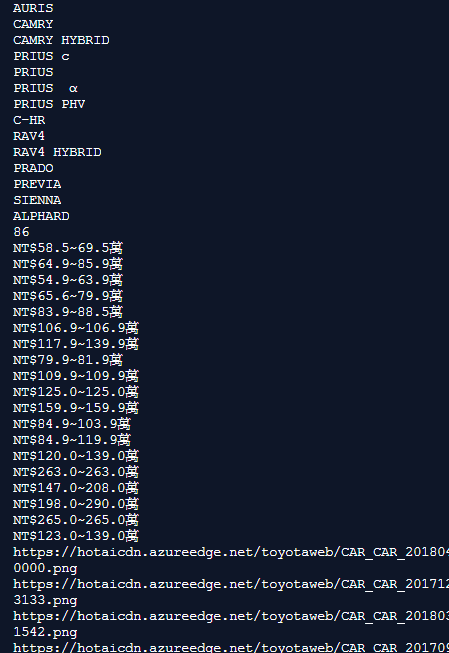 AURIS
CAMRY
CAMRY HYBRID
PRIUS c
PRIUS
PRIUS  α
PRIUS PHV
C-HR
RAV4
RAV4 HYBRID
PRADO
PREVIA
SIENNA
ALPHARD
86
NT$58.5~69.5萬
NT$64.9~85.9萬
NT$54.9~63.9萬
NT$65.6~79.9萬
NT$83.9~88.5萬
NT$106.9~106.9萬
NT$117.9~139.9萬
NT$79.9~81.9萬
NT$109.9~109.9萬
NT$125.0~125.0萬
NT$159.9~159.9萬
NT$84.9~103.9萬
NT$84.9~119.9萬
NT$120.0~139.0萬
NT$263.0~263.0萬
NT$147.0~208.0萬
NT$198.0~290.0萬
NT$265.0~265.0萬
NT$123.0~139.0萬
https://hotaicdn.azureedge.net/toyotaweb/CAR_CAR_201804
0000.png
https://hotaicdn.azureedge.net/toyotaweb/CAR_CAR_201712
3133.png
https://hotaicdn.azureedge.net/toyotaweb/CAR_CAR_201803
1542.png
https://hotaicdn.azureedge.net/toyotaweb/CAR_CAR_201709